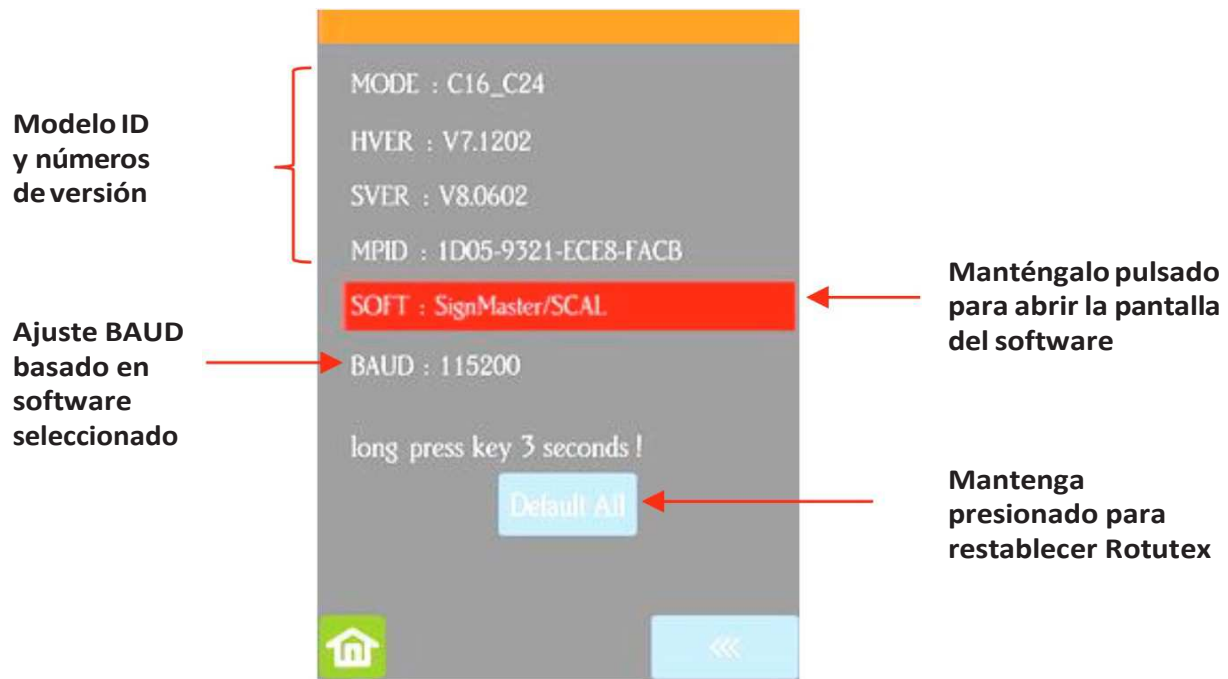 Modelo ID
y números
de versión
MODE : C16_C24
HVER : V7.1202
SVER : V8.0602
MPID : 1D05-9321-ECE8-FACB
SOFT : SignMaster/SCAL
Manténgalo pulsado
para abrir la pantalla
del software
Ajuste BAUD
basado en
software
seleccionado
BAUD : 115200
long press key 3 seconds !
Default All
Mantenga
presionado para
restablecer Rotutex